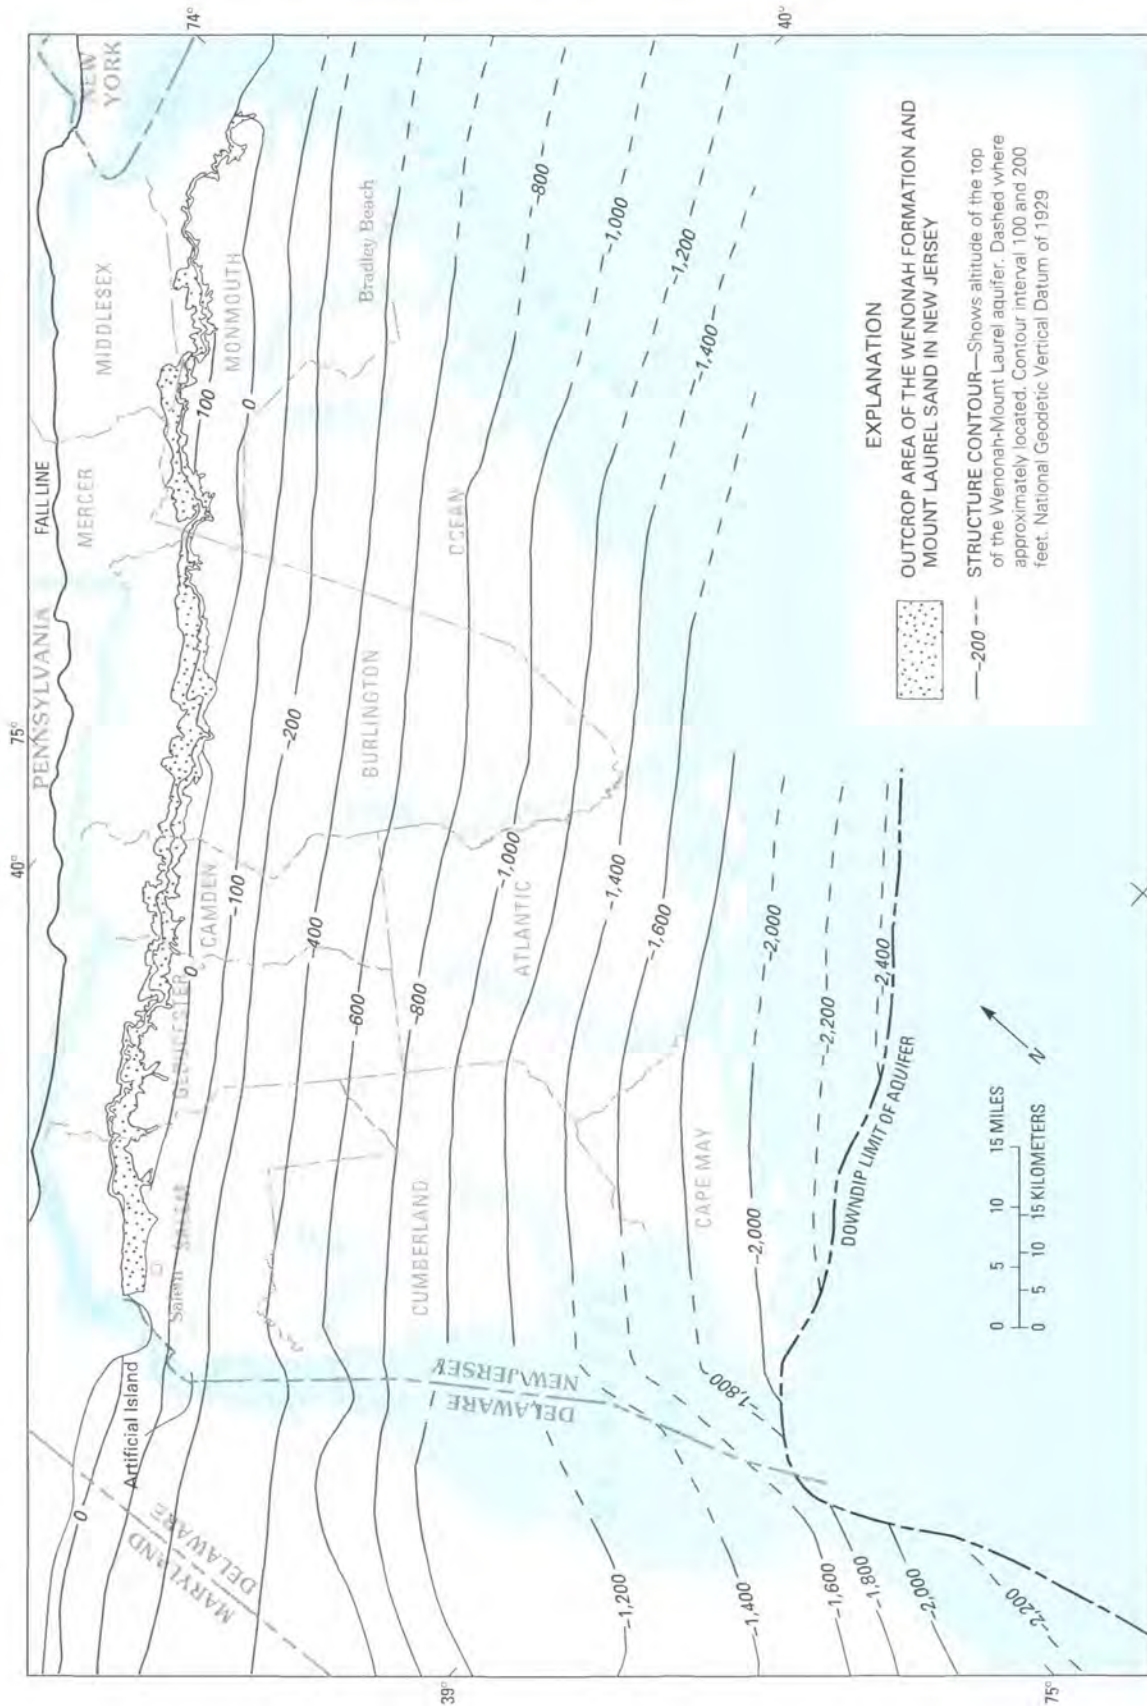 74°
40°
NEW
YORK
MIDDLESEX
MONMOUTH
Bradley Beach
-800
-1,000
-1,200
-1,400
FALL LINE
MERCER
100
0
OCEAN
PENNSYLVANIA
75°
40°
BURLINGTON
-200
CAMDEN
-100
0
-400
-600
-800
-1,000
ATLANTIC
-1,400
-1,600
-2,000
-2,200
-2,400
GLOUCESTER
SALEM
Salem
CUMBERLAND
CAPE MAY
-2,000
DOWNDIP LIMIT OF AQUIFER
Artificial Island
NEW JERSEY
DELAWARE
-1,800
0
MARYLAND
DELAWARE
-1,200
-1,400
-1,600
-1,800
-2,000
-2,200
39°
75°
EXPLANATION
OUTCROP AREA OF THE WENONAH FORMATION AND
MOUNT LAUREL SAND IN NEW JERSEY
-200
STRUCTURE CONTOUR—Shows altitude of the top
of the Wenonah-Mount Laurel aquifer. Dashed where
approximately located. Contour interval 100 and 200
feet. National Geodetic Vertical Datum of 1929
N
0 5 10 15 MILES
0 5 10 15 KILOMETERS